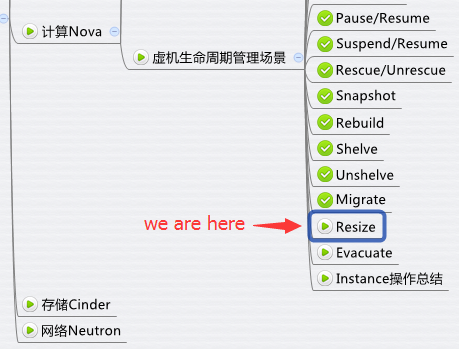 计算Nova
虚机生命周期管理场景
Pause/Resume
Suspend/Resume
Rescue/Unrescue
Snapshot
Rebuild
Shelve
Unshelve
Migrate
we are here
Resize
Evacuate
Instance操作总结
存储Cinder
网络Neutron